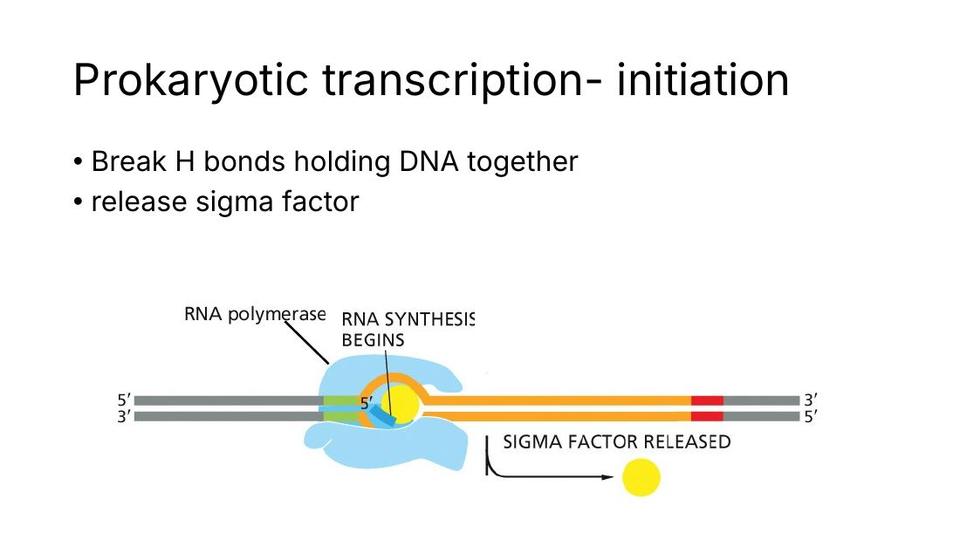 Prokaryotic transcription- initiation
• Break H bonds holding DNA together
• release sigma factor
RNA polymerase
RNA SYNTHESIS
BEGINS
5′ 5′ 3′
3′ 5′
SIGMA FACTOR RELEASED